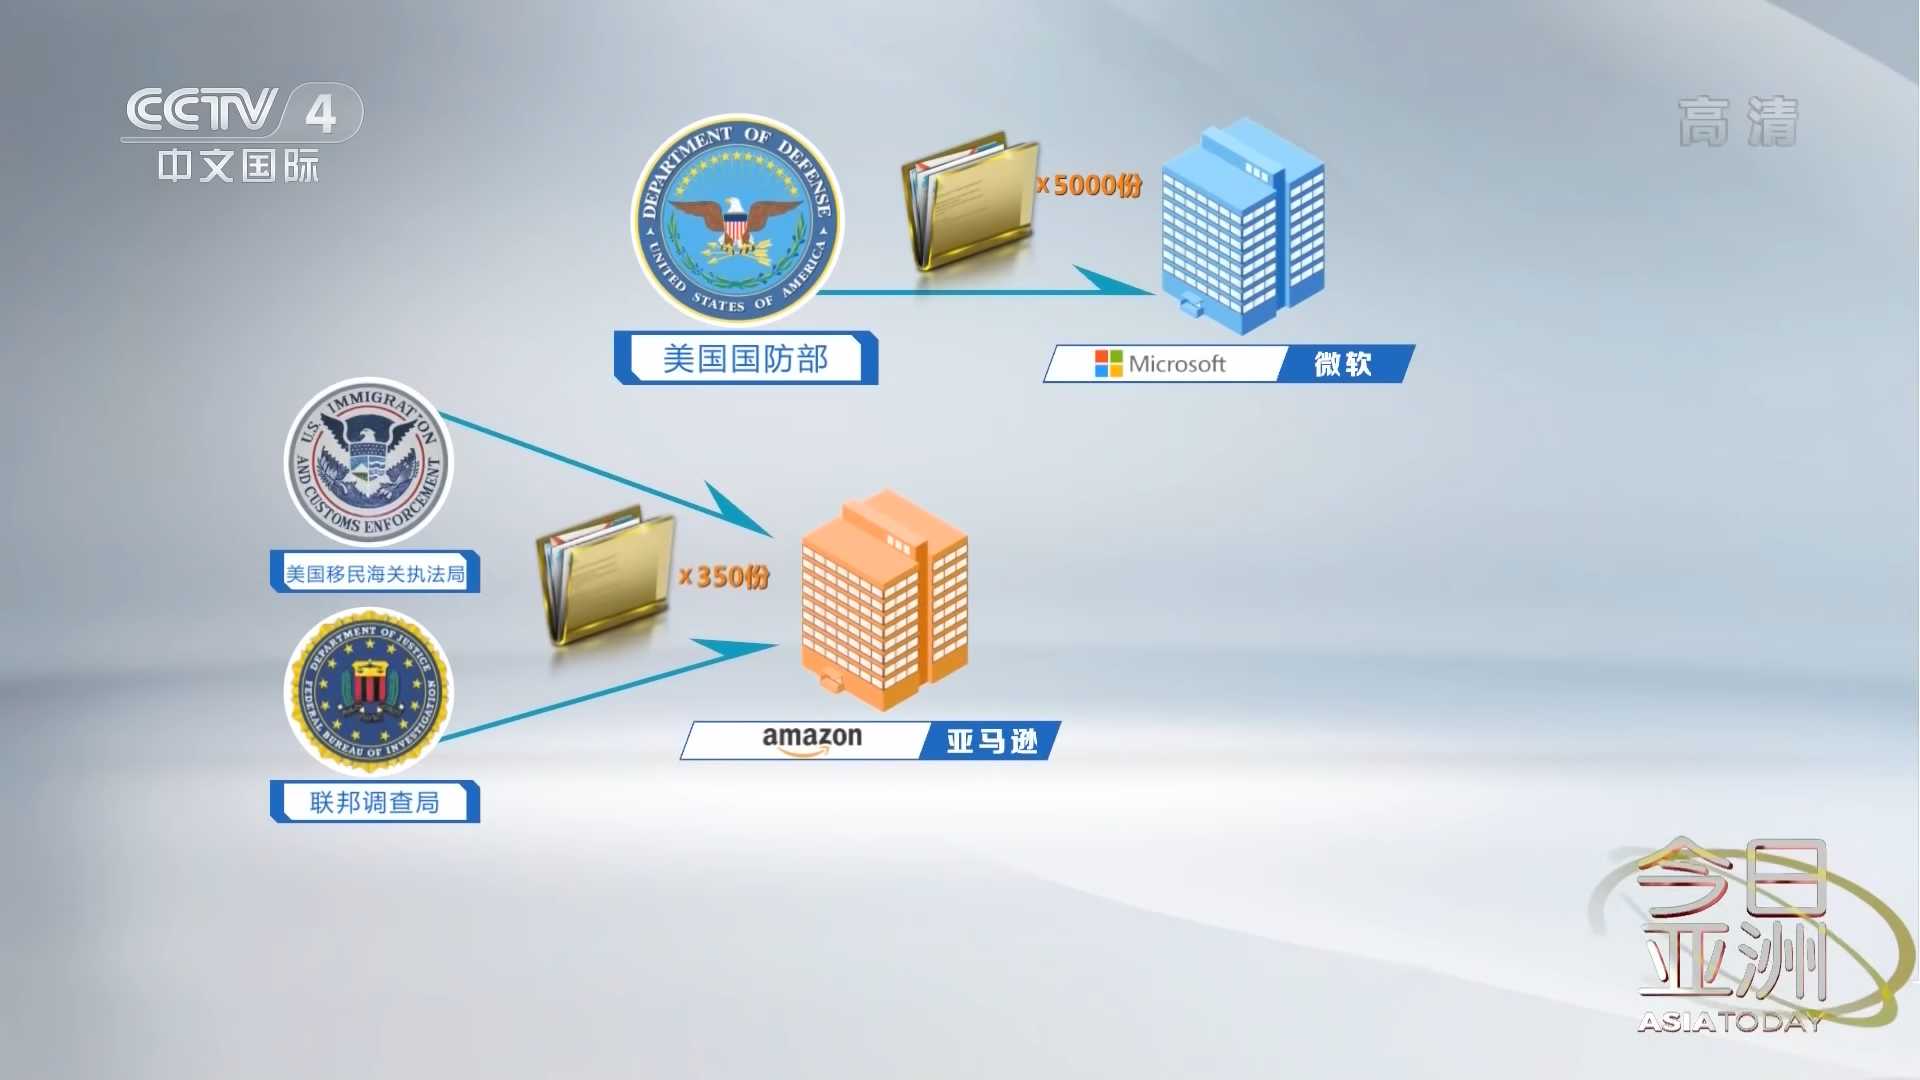 CCTV 4
中文国际
高清
DEPARTMENT OF DEFENSE
UNITED STATES OF AMERICA
x5000份
美国国防部
Microsoft 微软
U.S. IMMIGRATION
AND CUSTOMS ENFORCEMENT
美国移民海关执法局
x350份
DEPARTMENT OF JUSTICE
FEDERAL BUREAU OF INVESTIGATION
联邦调查局
amazon 亚马逊
今日
亚洲
ASIA TODAY